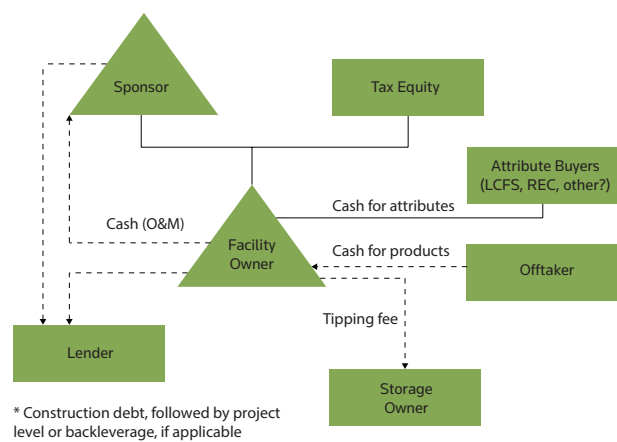 Sponsor
Tax Equity
Attribute Buyers
(LCFS, REC, other?)
Cash for attributes
Cash (O&M)
Facility
Owner
Cash for products
Offtaker
Tipping fee
Lender
Storage
Owner
* Construction debt, followed by project
level or backleverage, if applicable